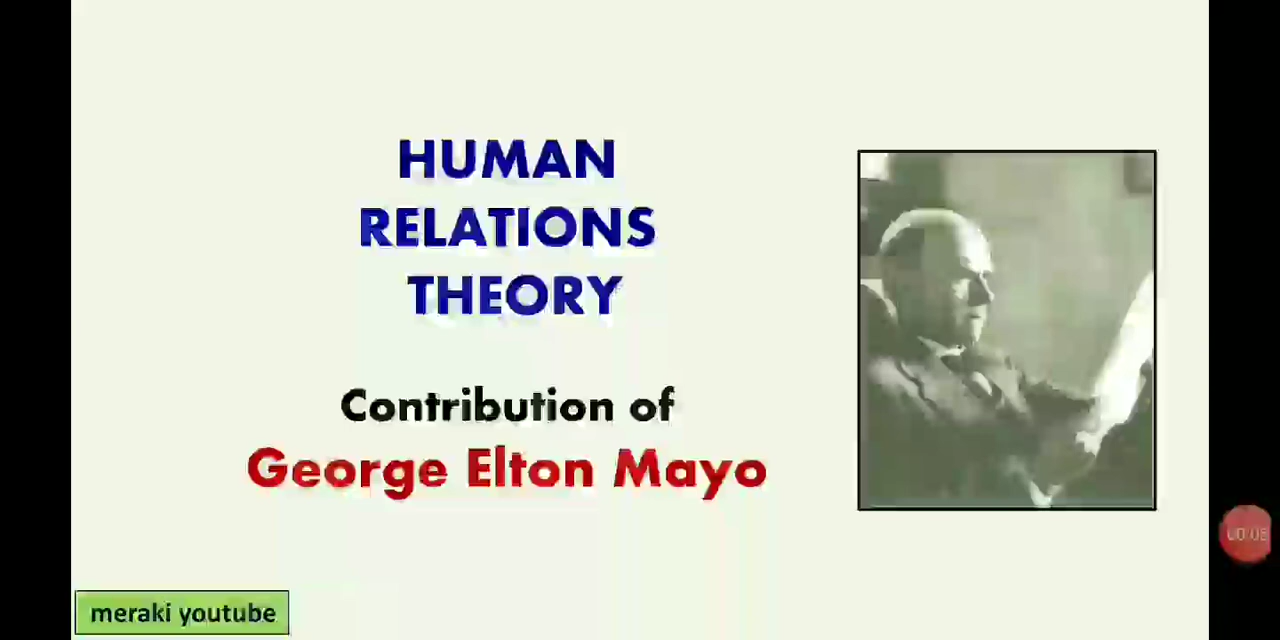 HUMAN
RELATIONS
THEORY
Contribution of
George Elton Mayo
meraki youtube